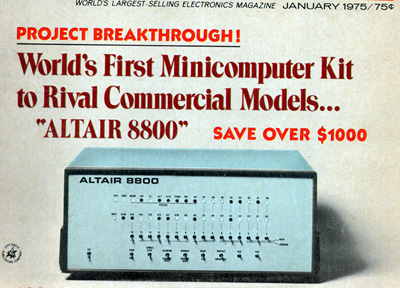 WORLD'S LARGEST-SELLING ELECTRONICS MAGAZINE JANUARY 1975/75¢
PROJECT BREAKTHROUGH!
World's First Minicomputer Kit
to Rival Commercial Models...
"ALTAIR 8800" SAVE OVER $1000
ALTAIR 8800